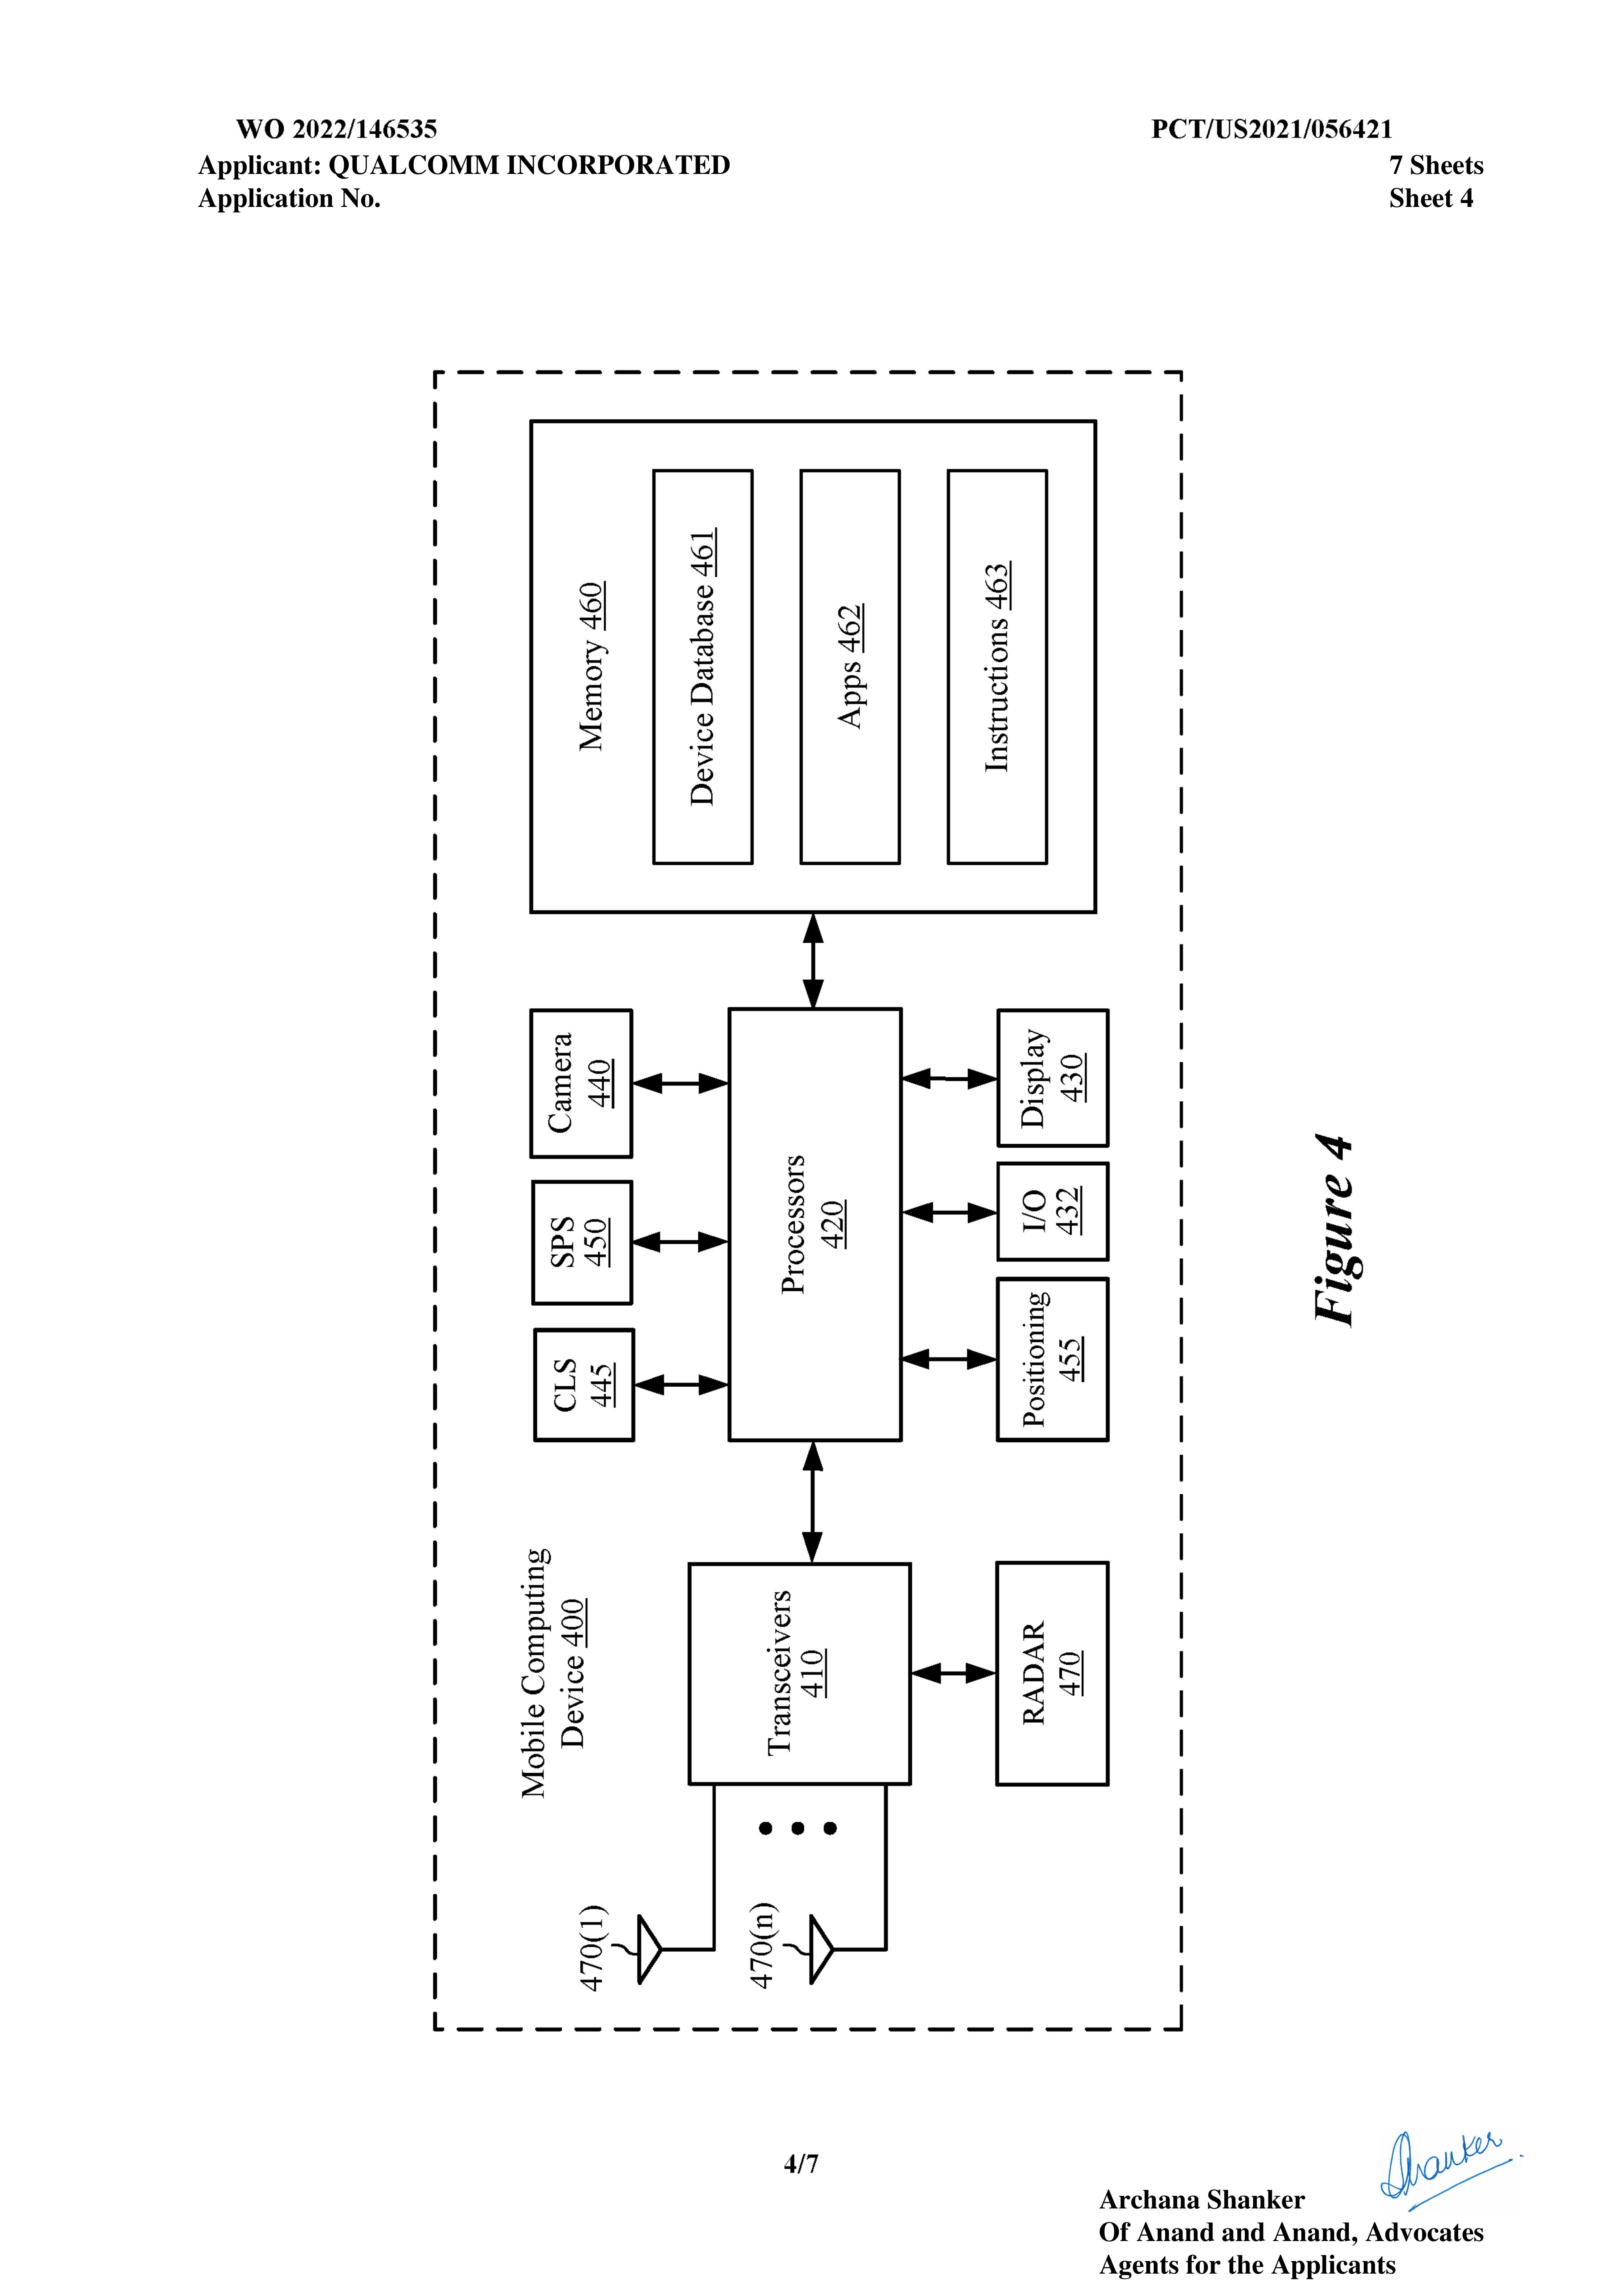 WO 2022/146535
PCT/US2021/056421
Applicant: QUALCOMM INCORPORATED
7 Sheets
Application No.
Sheet 4
Mobile Computing
Device 400
470(1)
470(n)
Transceivers
410
RADAR
470
CLS
445
SPS
450
Camera
440
Processors
420
Positioning
455
I/O
432
Display
430
Memory 460
Device Database 461
Apps 462
Instructions 463
Figure 4
4/7
Shanker
Archana Shanker
Of Anand and Anand, Advocates
Agents for the Applicants